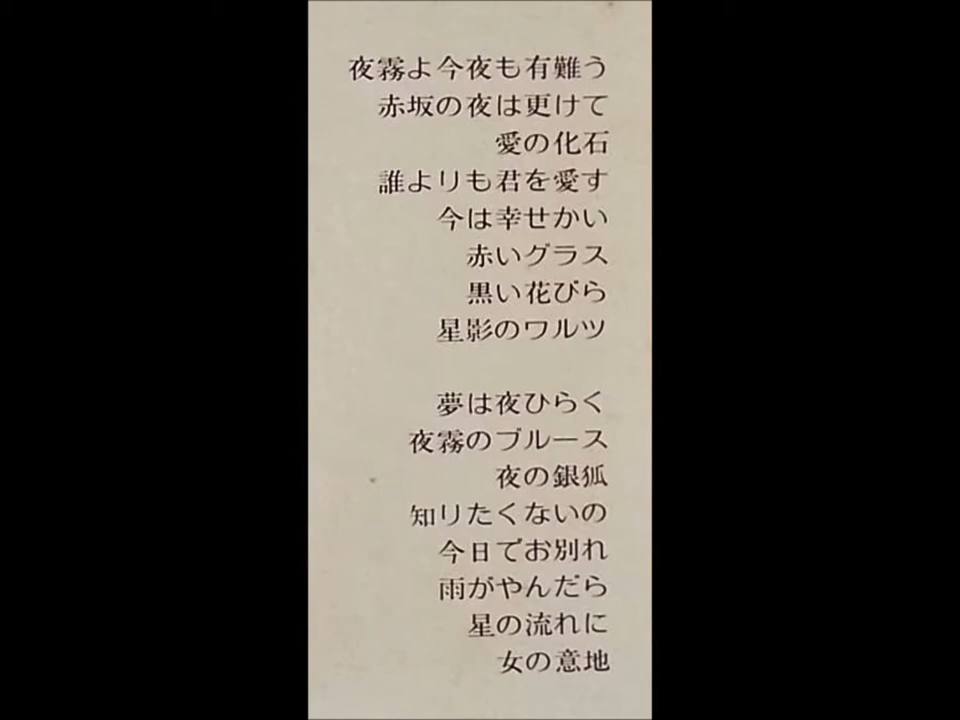 夜霧よ今夜も有難う
赤坂の夜は更けて
愛の化石
誰よりも君を愛す
今は幸せかい
赤いグラス
黒い花びら
星影のワルツ
夢は夜ひらく
夜霧のブルース
夜の銀狐
知りたくないの
今日でお別れ
雨がやんだら
星の流れに
女の意地